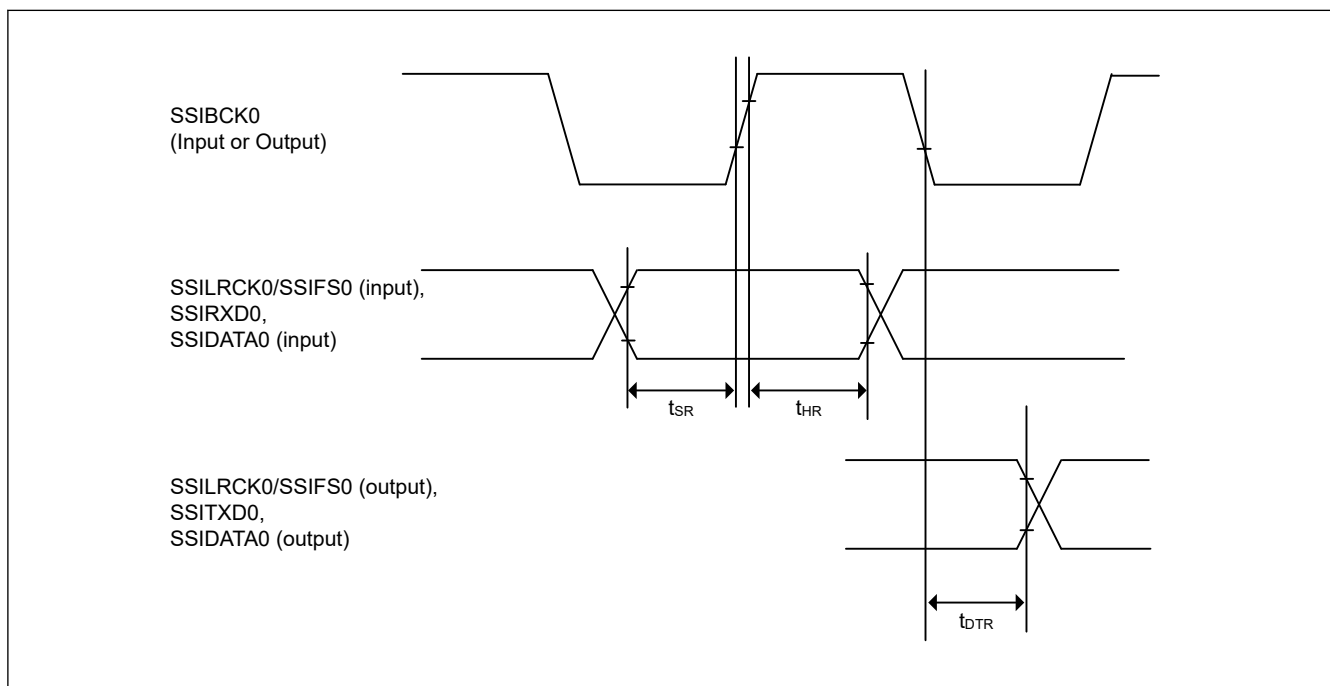 SSIBCK0
(Input or Output)
SSILRCK0/SSIFS0 (input),
SSIRXD0,
SSIDATA0 (input)
tSR
tHR
SSILRCK0/SSIFS0 (output),
SSITXD0,
SSIDATA0 (output)
tDTR